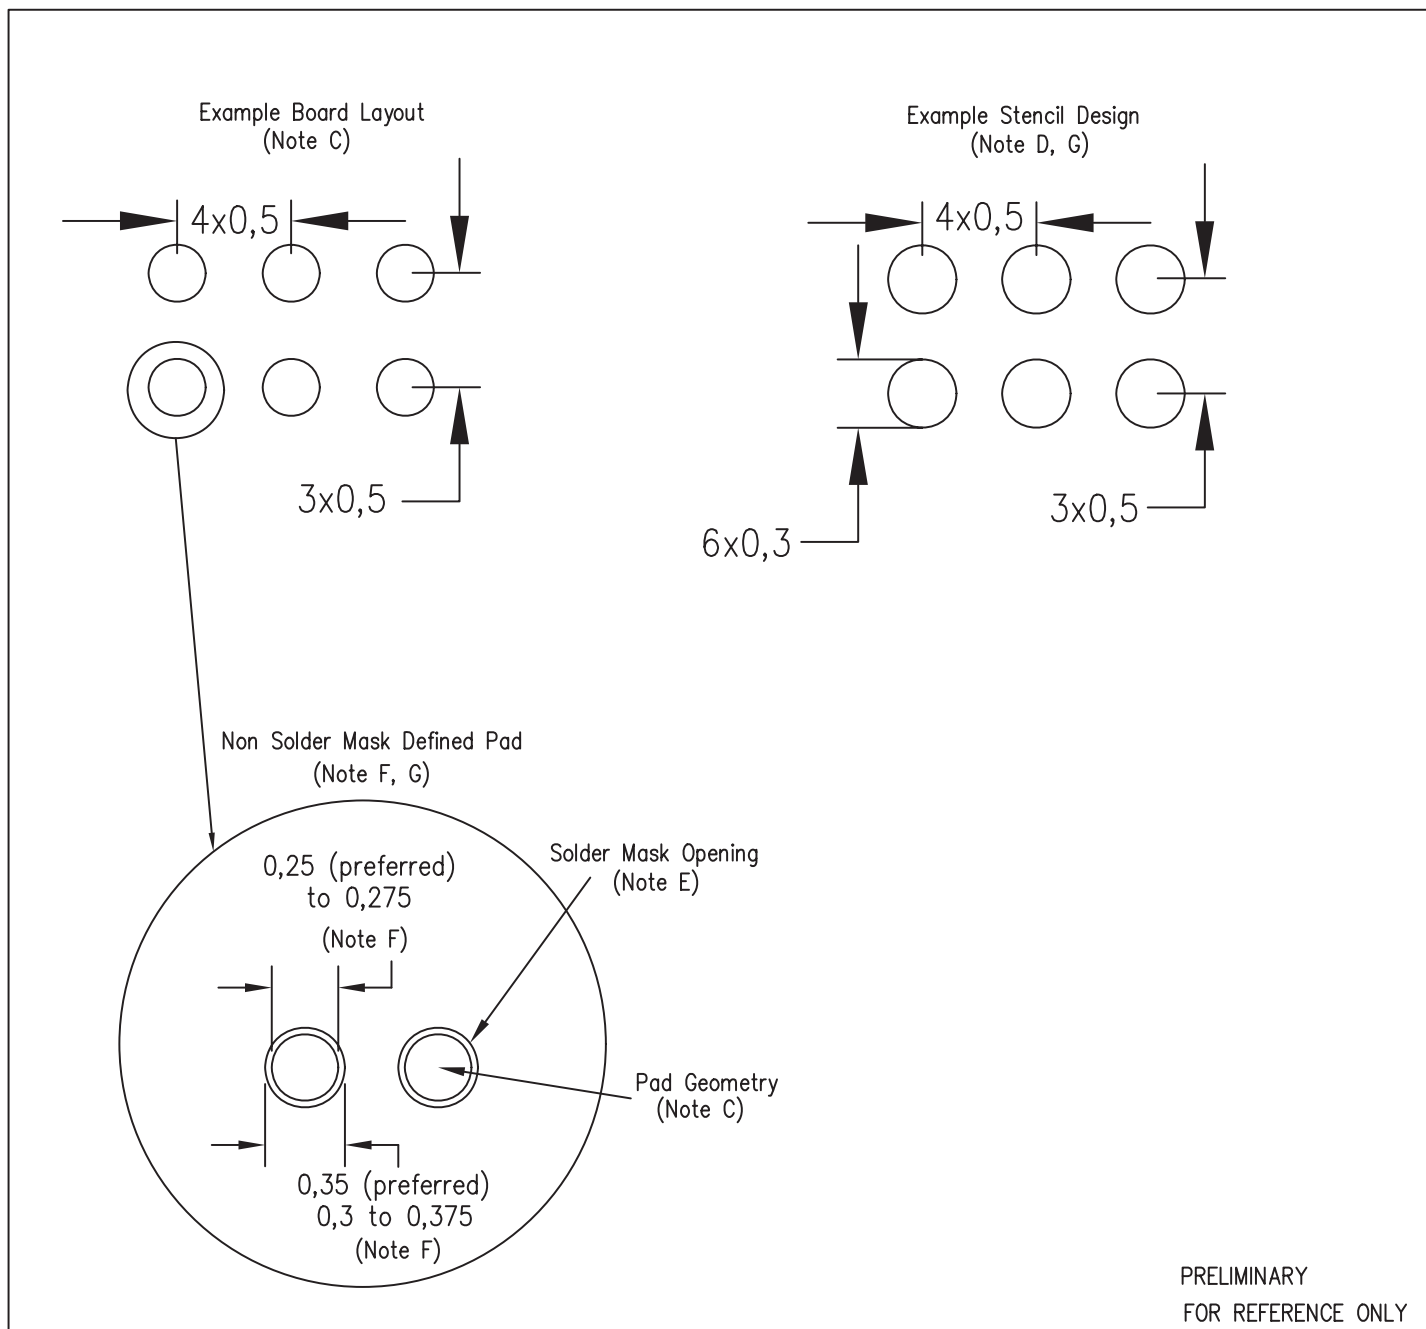 Example Board Layout
(Note C)
4x0,5
3x0,5
Example Stencil Design
(Note D, G)
4x0,5
6x0,3
3x0,5
Non Solder Mask Defined Pad
(Note F, G)
0,25 (preferred)
to 0,275
(Note F)
Solder Mask Opening
(Note E)
Pad Geometry
(Note C)
0,35 (preferred)
0,3 to 0,375
(Note F)
PRELIMINARY
FOR REFERENCE ONLY